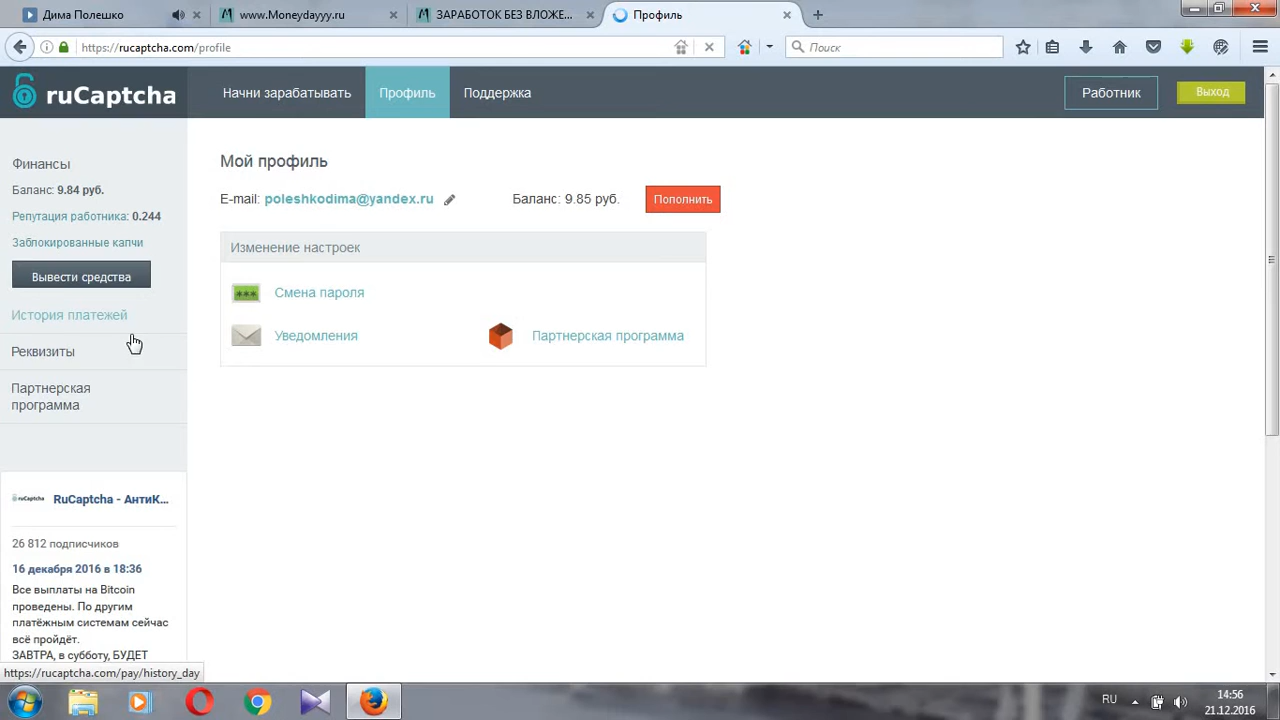 Дима Полешко
www.Moneydayyy.ru
ЗАРАБОТОК БЕЗ ВЛОЖЕ...
Профиль
https://rucaptcha.com/profile
Поиск
ruCaptcha
Начни зарабатывать
Профиль
Поддержка
Работник
Выход
Финансы
Баланс: 9.84 руб.
Репутация работника: 0.244
Заблокированные капчи
Вывести средства
История платежей
Реквизиты
Партнерская
программа
Мой профиль
E-mail: poleshkodima@yandex.ru
Баланс: 9.85 руб.
Пополнить
Изменение настроек
Смена пароля
Уведомления
Партнерская программа
ruCaptcha
RuCaptcha - АнтиК...
26 812 подписчиков
16 декабря 2016 в 18:36
Все выплаты на Bitcoin
проведены. По другим
платёжным системам сейчас
всё пройдёт.
ЗАВТРА, в субботу, БУДЕТ
https://rucaptcha.com/pay/history_day
RU
14:56
21.12.2016